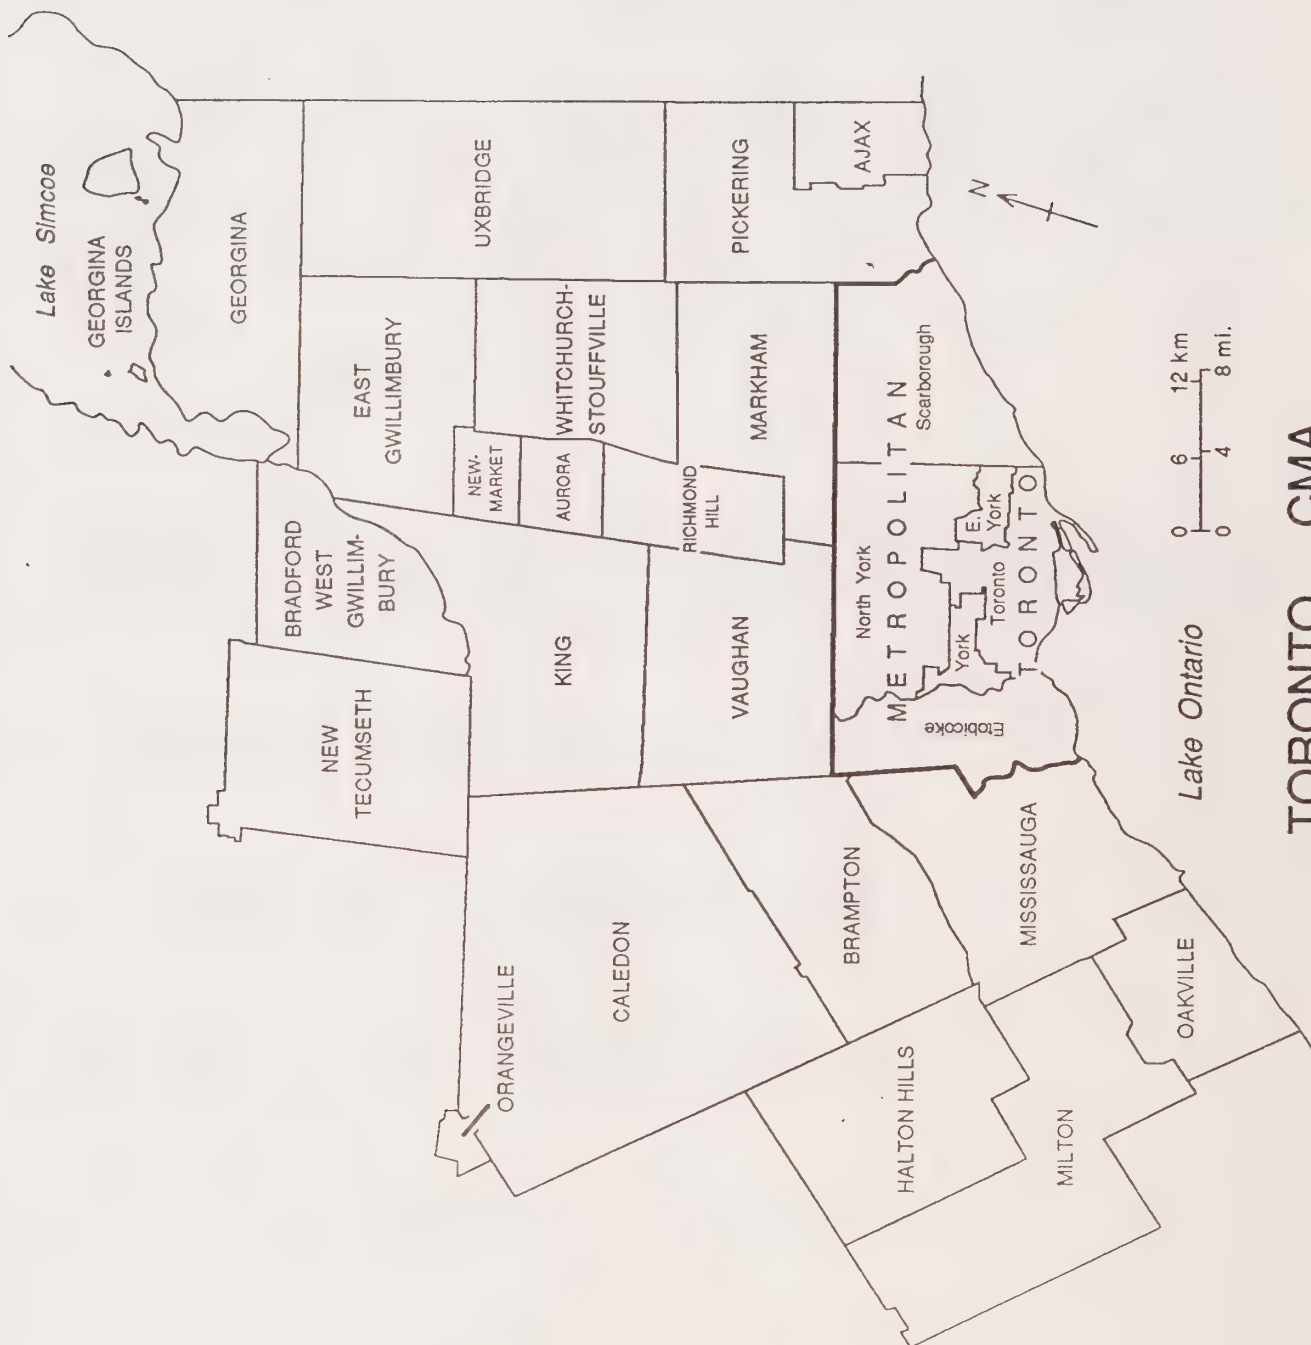 Lake Simcoe
GEORGINA
ISLANDS
GEORGINA
BRADFORD
WEST
GWILLIM-
BURY
EAST
GWILLIMBURY
UXBRIDGE
NEW
TECUMSETH
NEW-
MARKET
WHITCHURCH-
STOUFFVILLE
KING
AURORA
ORANGEVILLE
CALEDON
VAUGHAN
RICHMOND
HILL
MARKHAM
PICKERING
AJAX
BRAMPTON
METROPOLITAN
TORONTO
North York
Scarborough
Etobicoke
York
E.
York
Toronto
HALTON HILLS
MISSISSAUGA
MILTON
OAKVILLE
N
Lake Ontario
0 6 12 km
0 4 8 mi.
TORONTO CMA